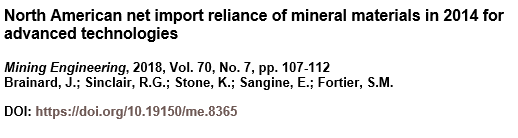 North American net import reliance of mineral materials in 2014 for
advanced technologies
Mining Engineering, 2018, Vol. 70, No. 7, pp. 107-112
Brainard, J.; Sinclair, R.G.; Stone, K.; Sangine, E.; Fortier, S.M.
DOI: https://doi.org/10.19150/me.8365